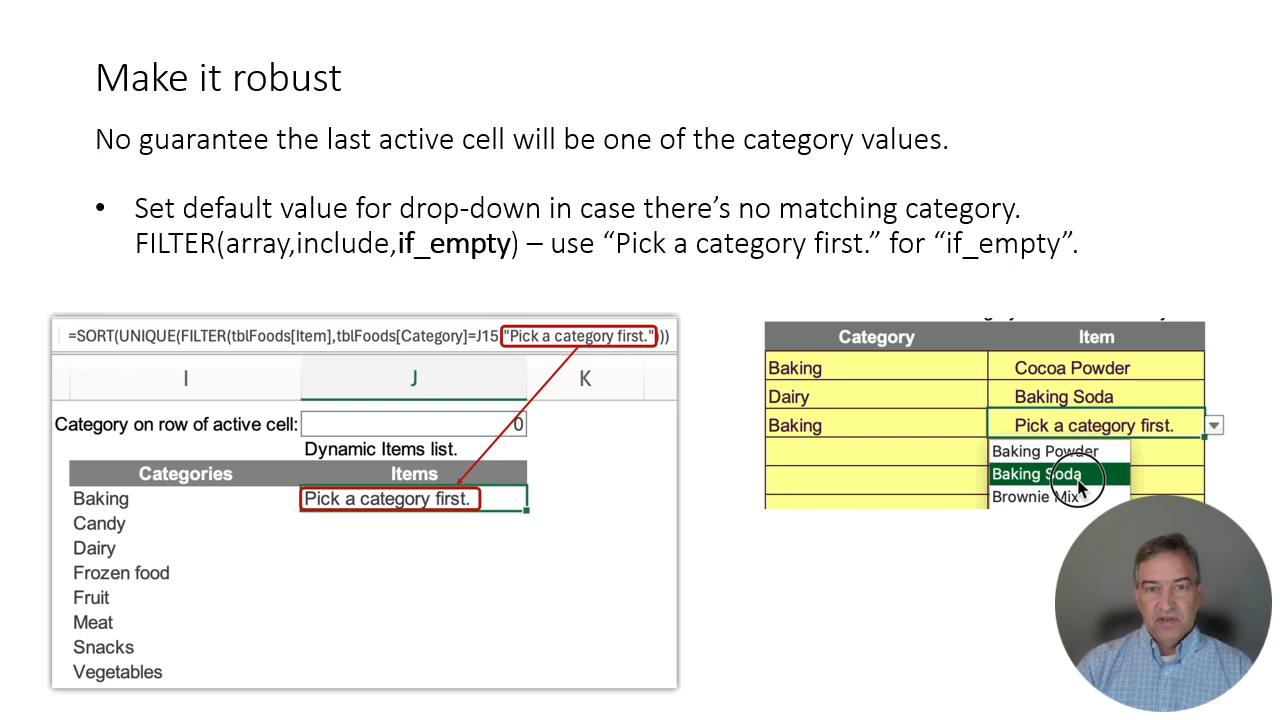 Make it robust
No guarantee the last active cell will be one of the category values.
• Set default value for drop-down in case there’s no matching category.
FILTER(array,include,if_empty) – use “Pick a category first.” for “if_empty”.
=SORT(UNIQUE(FILTER(tblFoods[Item],tblFoods[Category]=J15,"Pick a category first.")))
I J K
Category on row of active cell: 0
Dynamic Items list.
Categories Items
Baking Pick a category first.
Candy
Dairy
Frozen food
Fruit
Meat
Snacks
Vegetables
Category Item
Baking Cocoa Powder
Dairy Baking Soda
Baking Pick a category first.
Baking Powder
Baking Soda
Brownie Mix